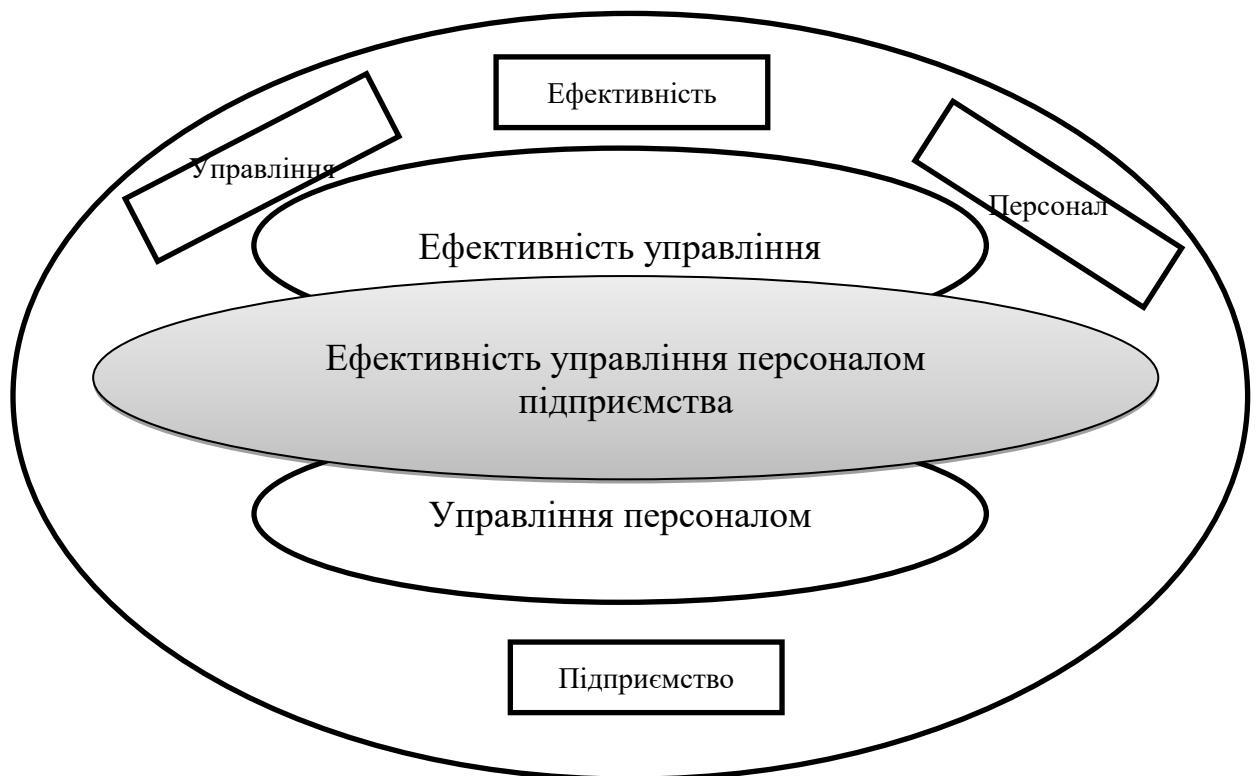 Ефективність
Управління
Персонал
Ефективність управління
Ефективність управління персоналом
підприємства
Управління персоналом
Підприємство